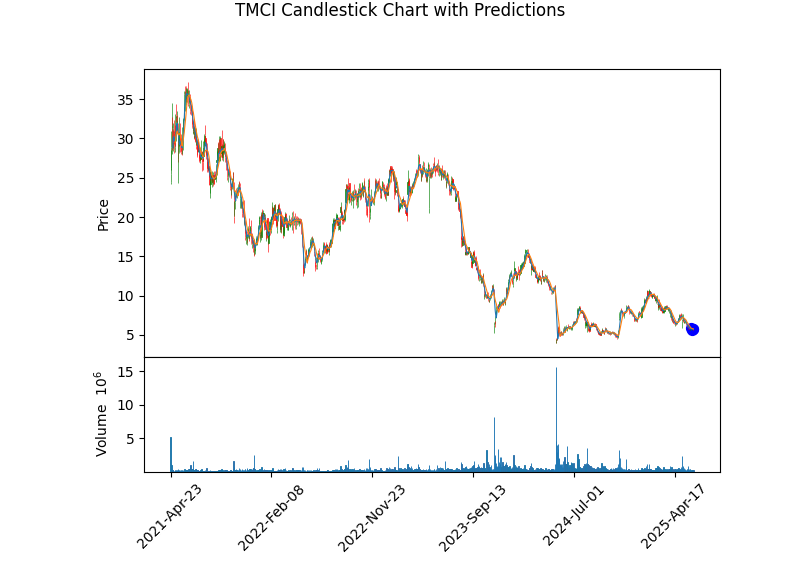 TMCI Candlestick Chart with Predictions
Price
35
30
25
20
15
10
5
Volume 10^6
15
10
5
2021-Apr-23
2022-Feb-08
2022-Nov-23
2023-Sep-13
2024-Jul-01
2025-Apr-17